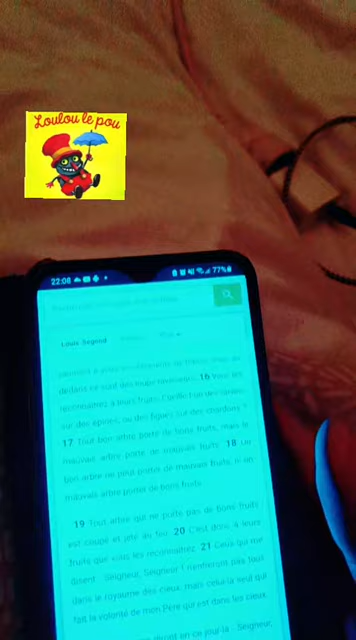 Loulou le pou
22:08
77%
Louis Segond
dedans ce sont des loups 16 Vous les
reconnaîtrez à leurs fruits. Cueille-t-on des raisins
sur des épines, ou des figues sur des chardons ?
17 Tout bon arbre porte de bons fruits, mais le
mauvais arbre porte de mauvais fruits. 18 Un
bon arbre ne peut porter de mauvais fruits, ni un
mauvais arbre porter de bons fruits.
19 Tout arbre qui ne porte pas de bons fruits
est coupé et jeté au feu. 20 C'est donc à leurs
fruits que vous les reconnaîtrez. 21 Ceux qui me
disent : Seigneur, Seigneur ! n'entreront pas tous
dans le royaume des cieux, mais celui-là seul qui
fait la volonté de mon Père qui est dans les cieux.
diront en ce jour-là : Seigneur,